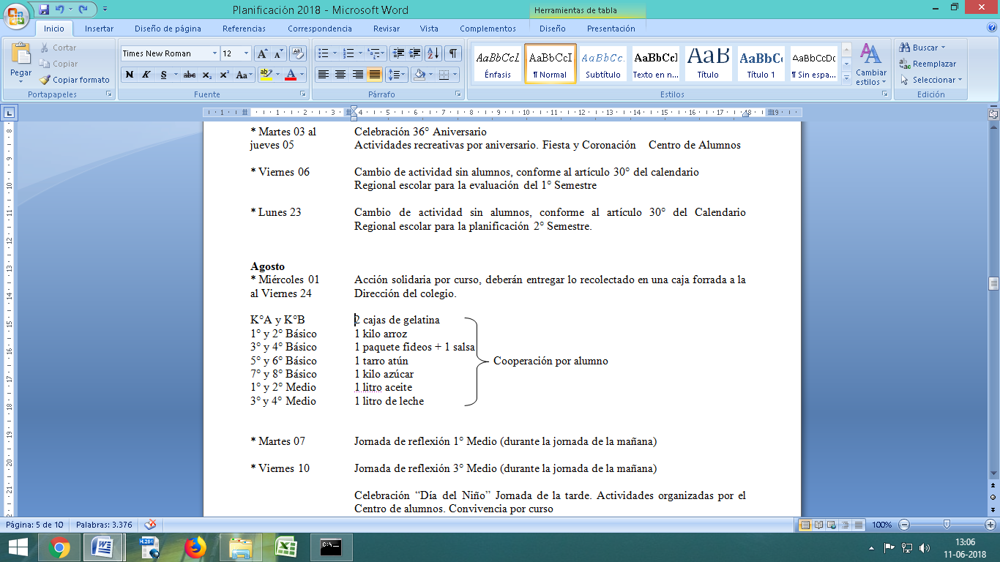 Planificación 2018 - Microsoft Word
Herramientas de tabla
Inicio Insertar Diseño de página Referencias Correspondencia Revisar Vista Complementos Diseño Presentación
Pegar
Cortar
Copiar
Copiar formato
Portapapeles
Times New Roman 12
N K S abc x₂ x² Aa
Fuente
Párrafo
AaBbCcL AaBbCcI AaBbCc. AaBbCcI AaB AaBbCc AaBbCcDc
Énfasis ¶ Normal Subtítulo Texto en n... Título Título 1 ¶ Sin espa...
Cambiar estilos
Estilos
Buscar
Reemplazar
Seleccionar
Edición
* Martes 03 al Celebración 36° Aniversario
jueves 05 Actividades recreativas por aniversario. Fiesta y Coronación Centro de Alumnos
* Viernes 06 Cambio de actividad sin alumnos, conforme al artículo 30° del calendario
Regional escolar para la evaluación del 1° Semestre
* Lunes 23 Cambio de actividad sin alumnos, conforme al artículo 30° del Calendario
Regional escolar para la planificación 2° Semestre.
Agosto
* Miércoles 01 Acción solidaria por curso, deberán entregar lo recolectado en una caja forrada a la
al Viernes 24 Dirección del colegio.
K°A y K°B 2 cajas de gelatina
1° y 2° Básico 1 kilo arroz
3° y 4° Básico 1 paquete fideos + 1 salsa
5° y 6° Básico 1 tarro atún Cooperación por alumno
7° y 8° Básico 1 kilo azúcar
1° y 2° Medio 1 litro aceite
3° y 4° Medio 1 litro de leche
* Martes 07 Jornada de reflexión 1° Medio (durante la jornada de la mañana)
* Viernes 10 Jornada de reflexión 3° Medio (durante la jornada de la mañana)
Celebración “Día del Niño” Jornada de la tarde. Actividades organizadas por el
Centro de alumnos. Convivencia por curso
Página: 5 de 10 Palabras: 3.376 100%
13:06
11-06-2018